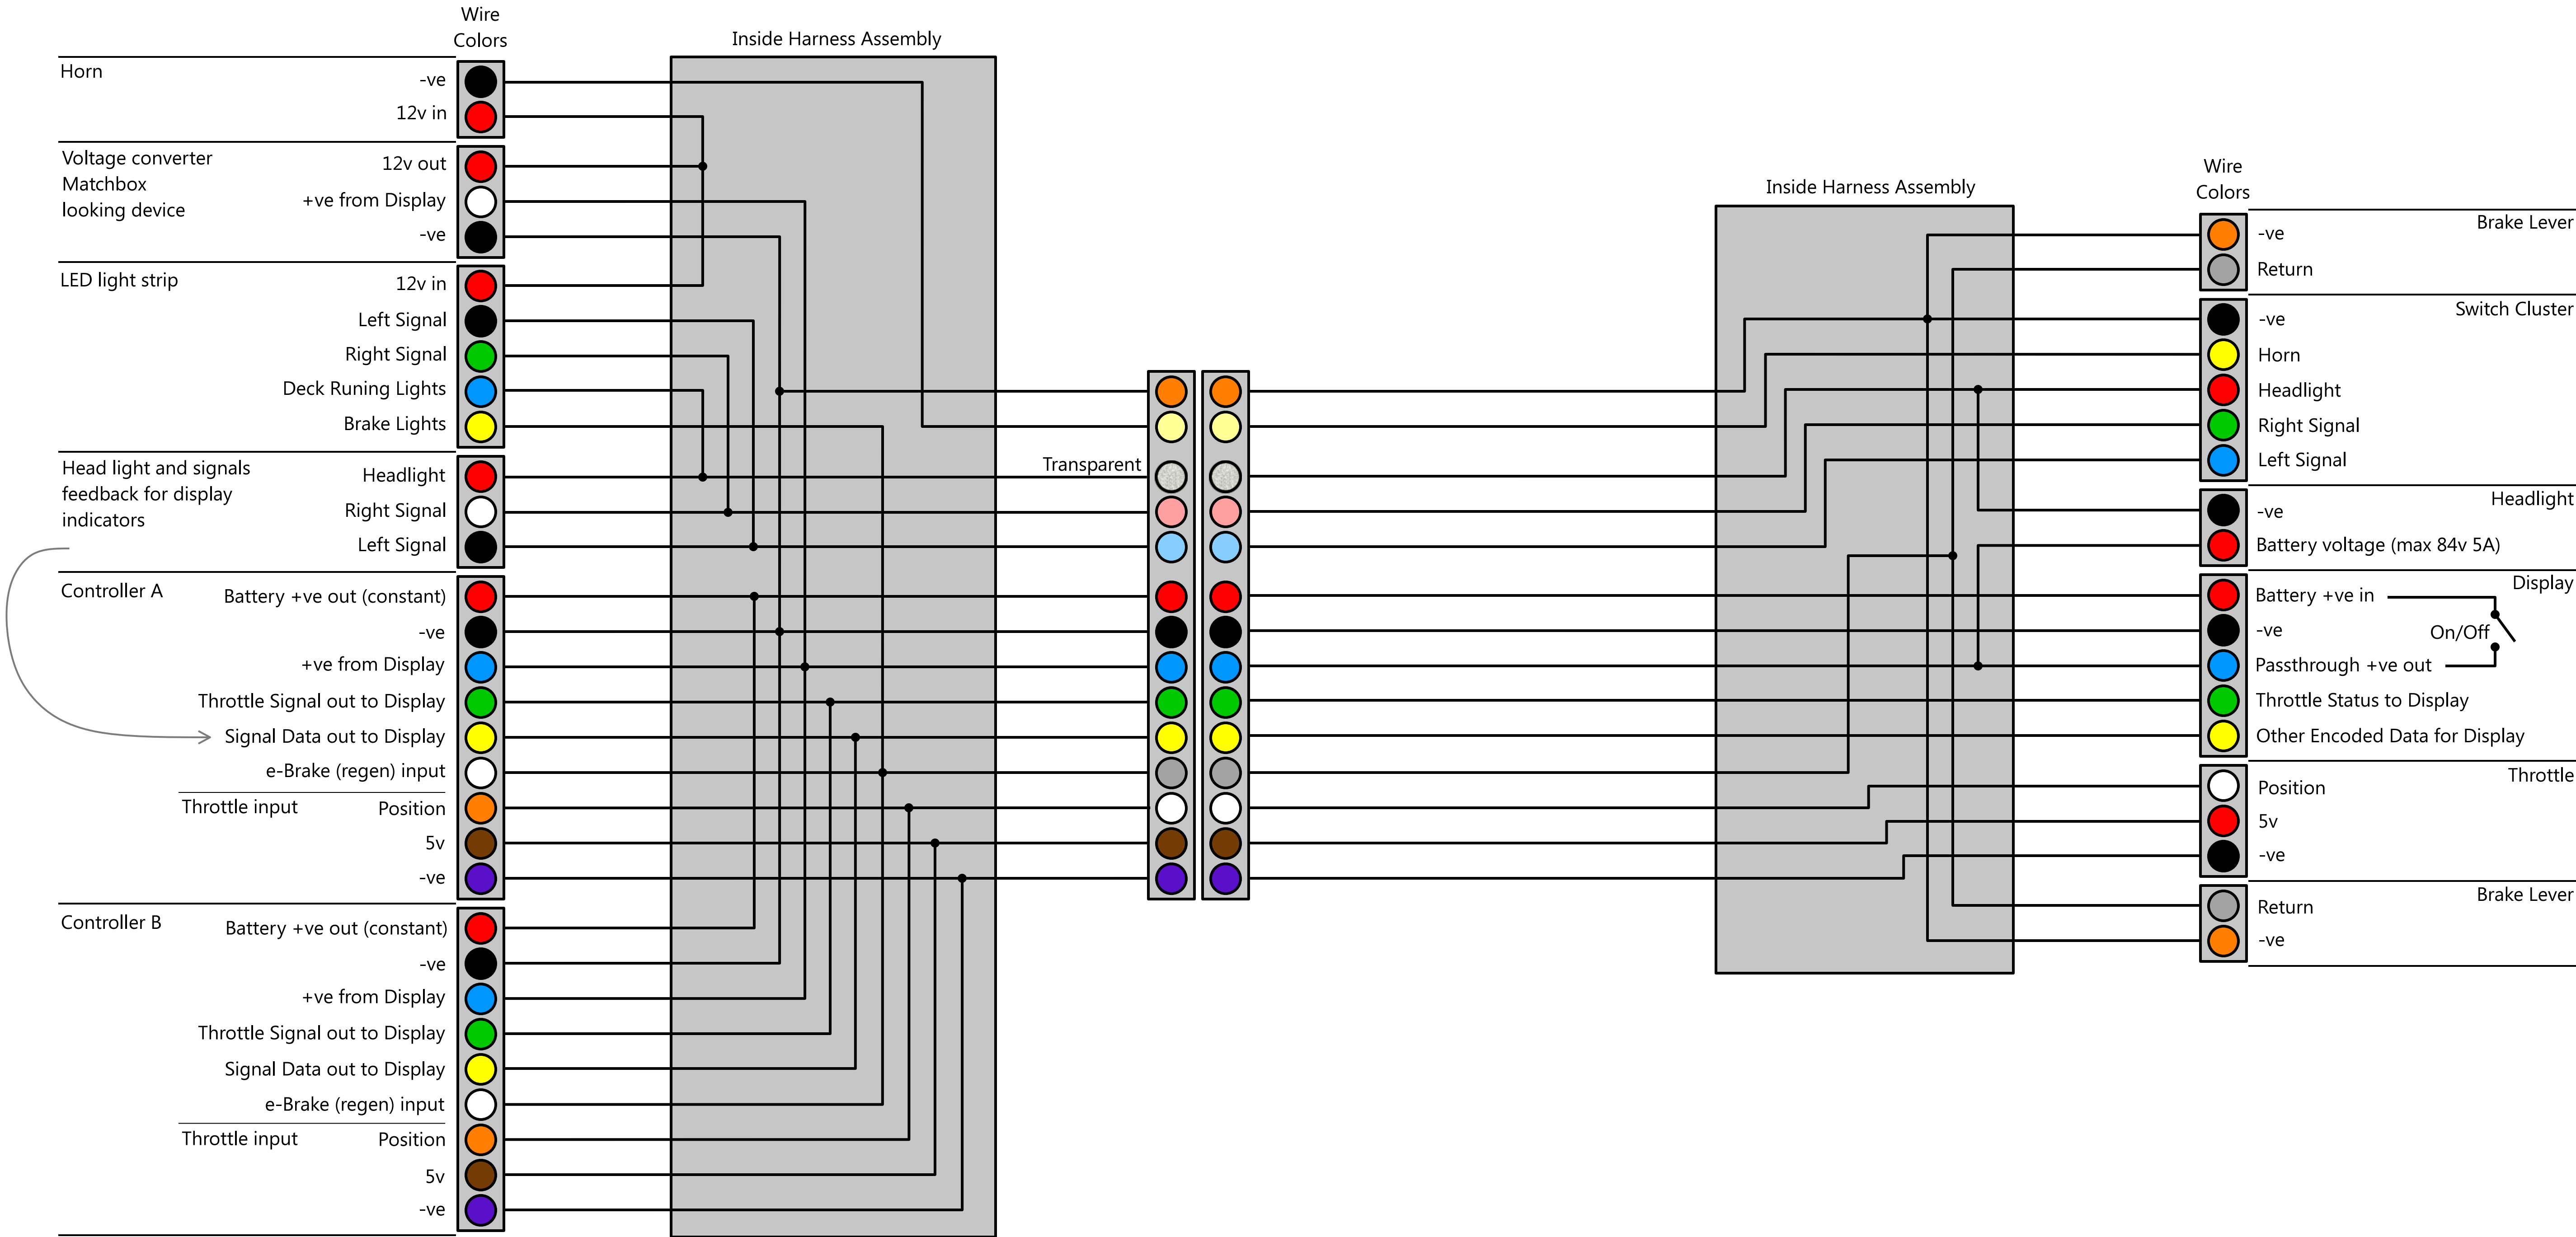 Wire
Colors
Inside Harness Assembly
Horn
-ve
12v in
Voltage converter
Matchbox
looking device
12v out
+ve from Display
-ve
LED light strip
12v in
Left Signal
Right Signal
Deck Runing Lights
Brake Lights
Head light and signals
feedback for display
indicators
Headlight
Right Signal
Left Signal
Controller A
Battery +ve out (constant)
-ve
+ve from Display
Throttle Signal out to Display
Signal Data out to Display
e-Brake (regen) input
Throttle input
Position
5v
-ve
Controller B
Battery +ve out (constant)
-ve
+ve from Display
Throttle Signal out to Display
Signal Data out to Display
e-Brake (regen) input
Throttle input
Position
5v
-ve
Transparent
Inside Harness Assembly
Wire
Colors
Brake Lever
-ve
Return
Switch Cluster
-ve
Horn
Headlight
Right Signal
Left Signal
Headlight
-ve
Battery voltage (max 84v 5A)
Display
Battery +ve in
-ve
On/Off
Passthrough +ve out
Throttle Status to Display
Other Encoded Data for Display
Throttle
Position
5v
-ve
Brake Lever
Return
-ve